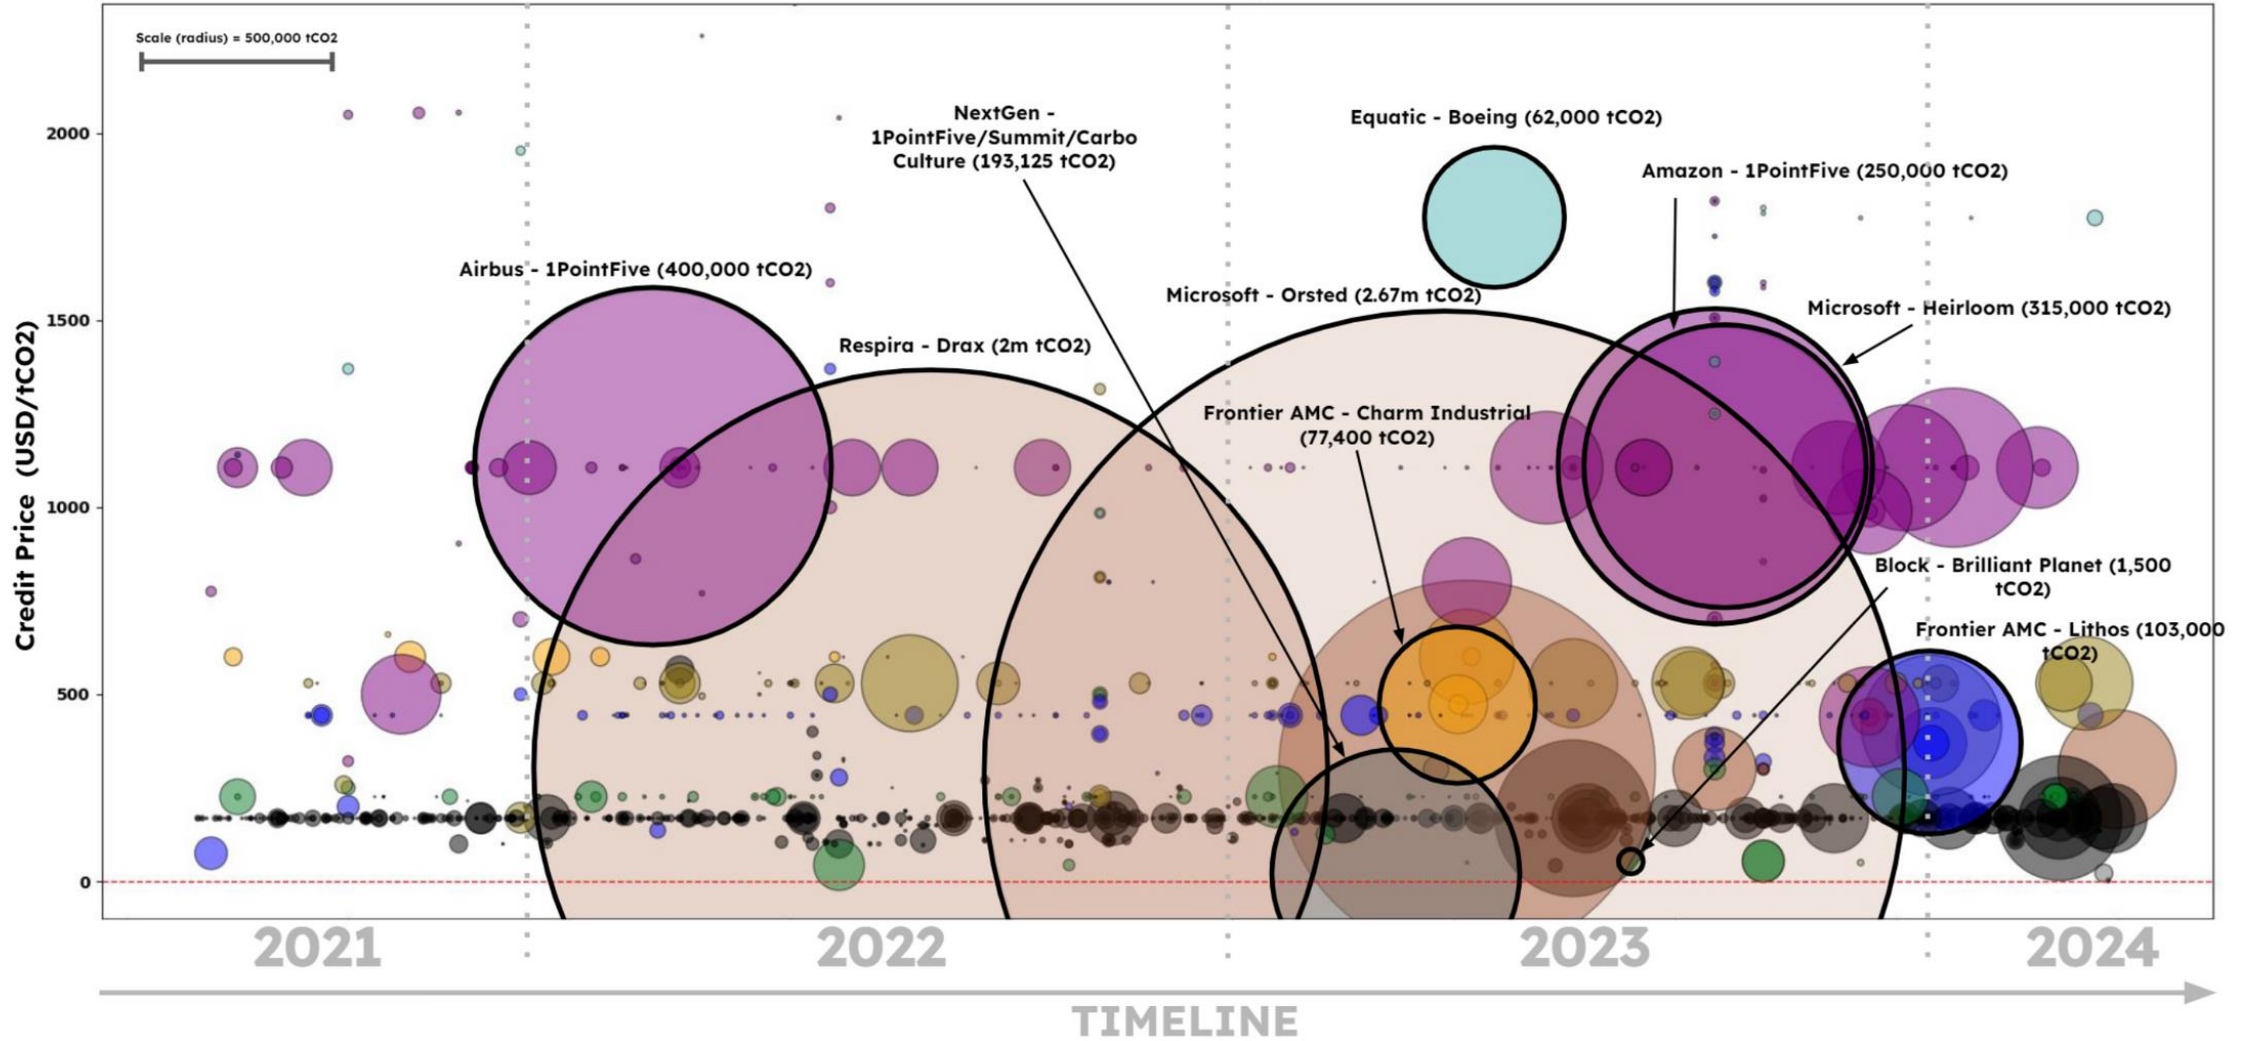 Scale (radius) = 500,000 tCO2
2000
1500
1000
500
0
Credit Price (USD/tCO2)
NextGen -
1PointFive/Summit/Carbo
Culture (193,125 tCO2)
Equatic - Boeing (62,000 tCO2)
Amazon - 1PointFive (250,000 tCO2)
Airbus - 1PointFive (400,000 tCO2)
Microsoft - Orsted (2.67m tCO2)
Microsoft - Heirloom (315,000 tCO2)
Respira - Drax (2m tCO2)
Frontier AMC - Charm Industrial
(77,400 tCO2)
Block - Brilliant Planet (1,500
tCO2)
Frontier AMC - Lithos (103,000
tCO2)
2021
2022
2023
2024
TIMELINE